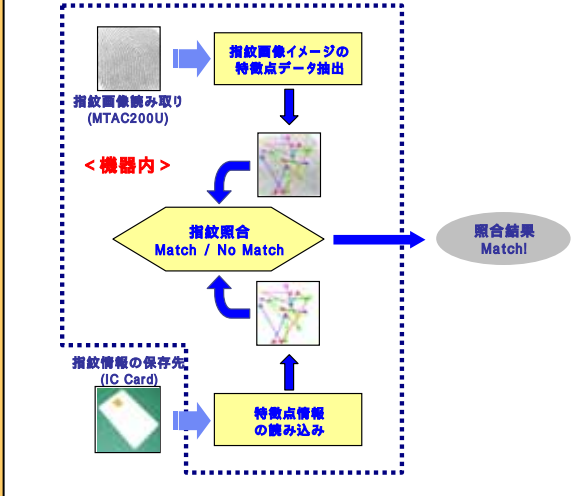 指紋画像イメージの
特徴点データ抽出
指紋画像読み取り
(MTAC200U)
<機器内>
指紋照合
Match / No Match
照合結果
Match!
指紋情報の保存先
(IC Card)
特徴点情報
の読み込み